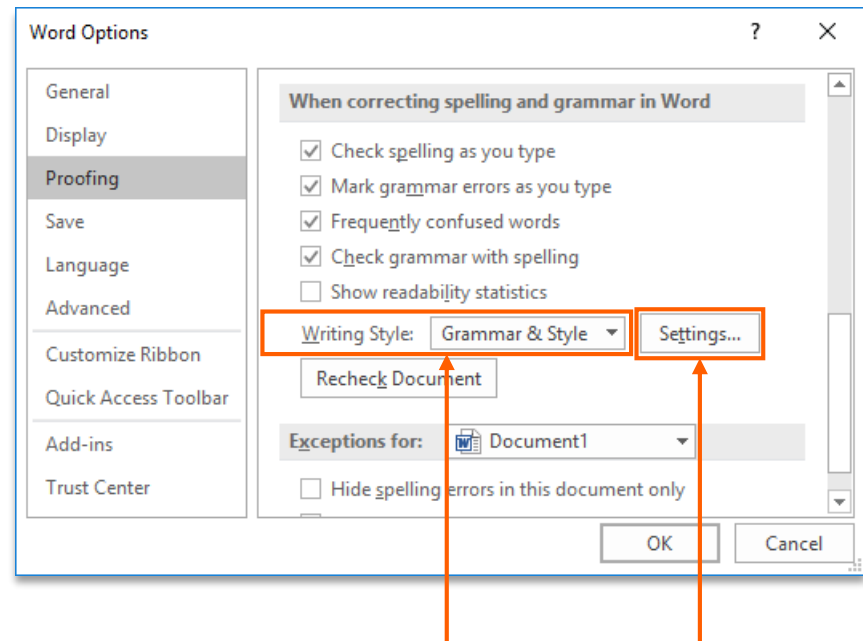 Word Options ?
General
Display
Proofing
Save
Language
Advanced
Customize Ribbon
Quick Access Toolbar
Add-ins
Trust Center
When correcting spelling and grammar in Word
Check spelling as you type
Mark grammar errors as you type
Frequently confused words
Check grammar with spelling
Show readability statistics
Writing Style: Grammar & Style Settings...
Recheck Document
Exceptions for: Document1
Hide spelling errors in this document only
OK Cancel